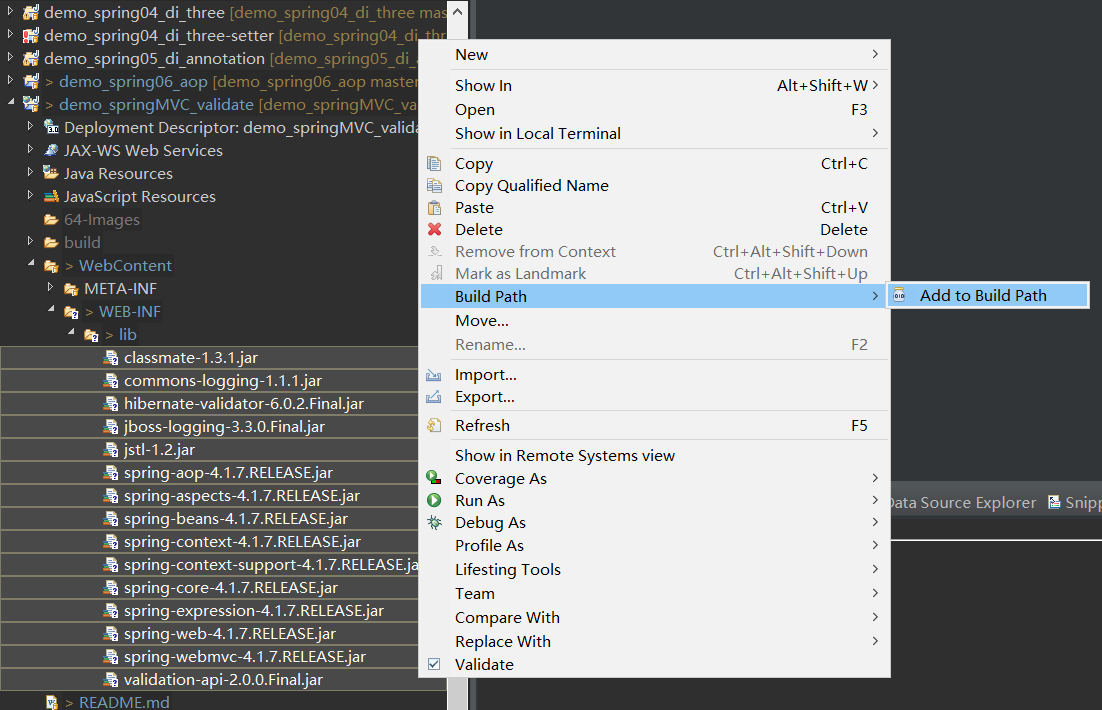 demo_spring04_di_three [demo_spring04_di_three mas
demo_spring04_di_three-setter [demo_spring04_di_thr
demo_spring05_di_annotation [demo_spring05_di_
> demo_spring06_aop [demo_spring06_aop master
> demo_springMVC_validate [demo_springMVC_va
Deployment Descriptor: demo_springMVC_valida
JAX-WS Web Services
Java Resources
JavaScript Resources
64-Images
build
> WebContent
META-INF
> WEB-INF
> lib
classmate-1.3.1.jar
commons-logging-1.1.1.jar
hibernate-validator-6.0.2.Final.jar
jboss-logging-3.3.0.Final.jar
jstl-1.2.jar
spring-aop-4.1.7.RELEASE.jar
spring-aspects-4.1.7.RELEASE.jar
spring-beans-4.1.7.RELEASE.jar
spring-context-4.1.7.RELEASE.jar
spring-context-support-4.1.7.RELEASE.ja
spring-core-4.1.7.RELEASE.jar
spring-expression-4.1.7.RELEASE.jar
spring-web-4.1.7.RELEASE.jar
spring-webmvc-4.1.7.RELEASE.jar
validation-api-2.0.0.Final.jar
> README.md
New
Show In Alt+Shift+W
Open F3
Show in Local Terminal
Copy Ctrl+C
Copy Qualified Name
Paste Ctrl+V
Delete Delete
Remove from Context Ctrl+Alt+Shift+Down
Mark as Landmark Ctrl+Alt+Shift+Up
Build Path
Move...
Rename... F2
Import...
Export...
Refresh F5
Show in Remote Systems view
Coverage As
Run As
Debug As
Profile As
Lifesting Tools
Team
Compare With
Replace With
Validate
Add to Build Path
Data Source Explorer Snipp